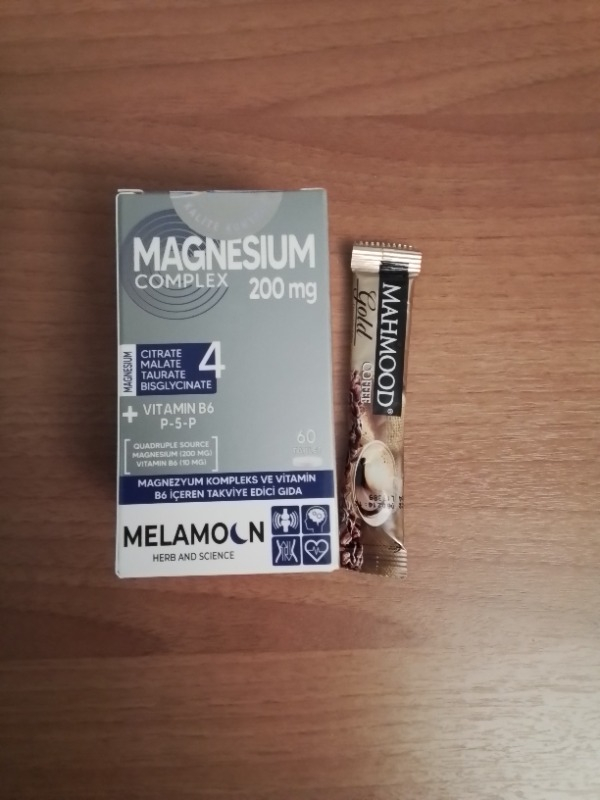 MAGNESIUM
COMPLEX
200 mg
MAGNESIUM
CITRATE
MALATE
TAURATE
BISGLYCINATE
4
+ VITAMIN B6
P-5-P
QUADRUPLE SOURCE
MAGNESIUM (200 MG)
VITAMIN B6 (10 MG)
60
MAGNEZYUM KOMPLEKS VE VİTAMİN
B6 İÇEREN TAKVİYE EDİCİ GIDA
MELAMOON
HERB AND SCIENCE
MAHMOOD®
Gold
COFFEE